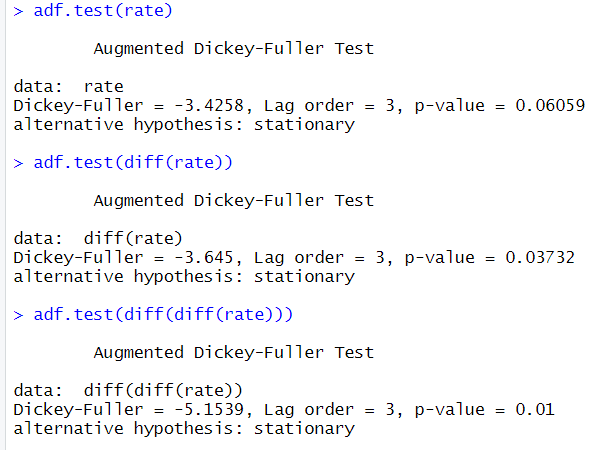 > adf.test(rate)
Augmented Dickey-Fuller Test
data:  rate
Dickey-Fuller = -3.4258, Lag order = 3, p-value = 0.06059
alternative hypothesis: stationary
> adf.test(diff(rate))
Augmented Dickey-Fuller Test
data:  diff(rate)
Dickey-Fuller = -3.645, Lag order = 3, p-value = 0.03732
alternative hypothesis: stationary
> adf.test(diff(diff(rate)))
Augmented Dickey-Fuller Test
data:  diff(diff(rate))
Dickey-Fuller = -5.1539, Lag order = 3, p-value = 0.01
alternative hypothesis: stationary